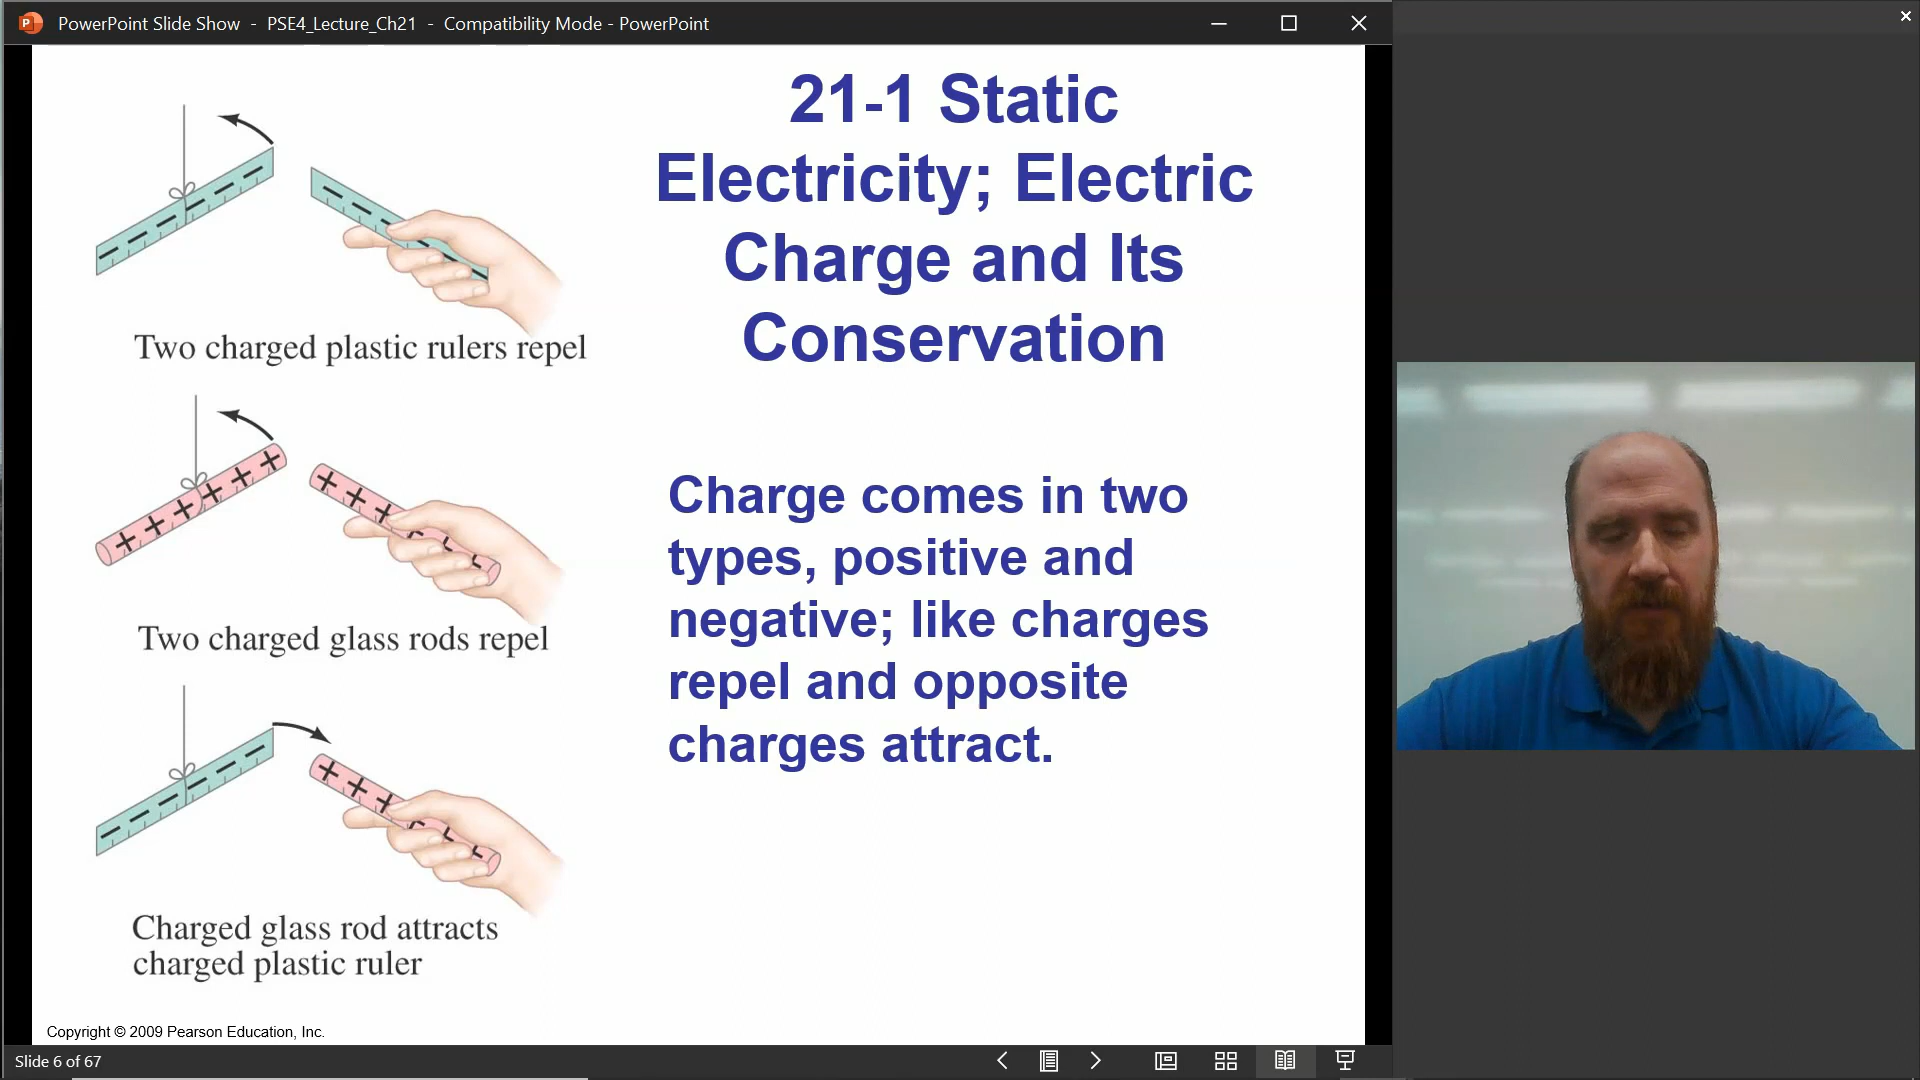 PowerPoint Slide Show - PSE4_Lecture_Ch21 - Compatibility Mode - PowerPoint
21-1 Static
Electricity; Electric
Charge and Its
Conservation
Two charged plastic rulers repel
Two charged glass rods repel
Charged glass rod attracts
charged plastic ruler
Charge comes in two
types, positive and
negative; like charges
repel and opposite
charges attract.
Copyright © 2009 Pearson Education, Inc.
Slide 6 of 67